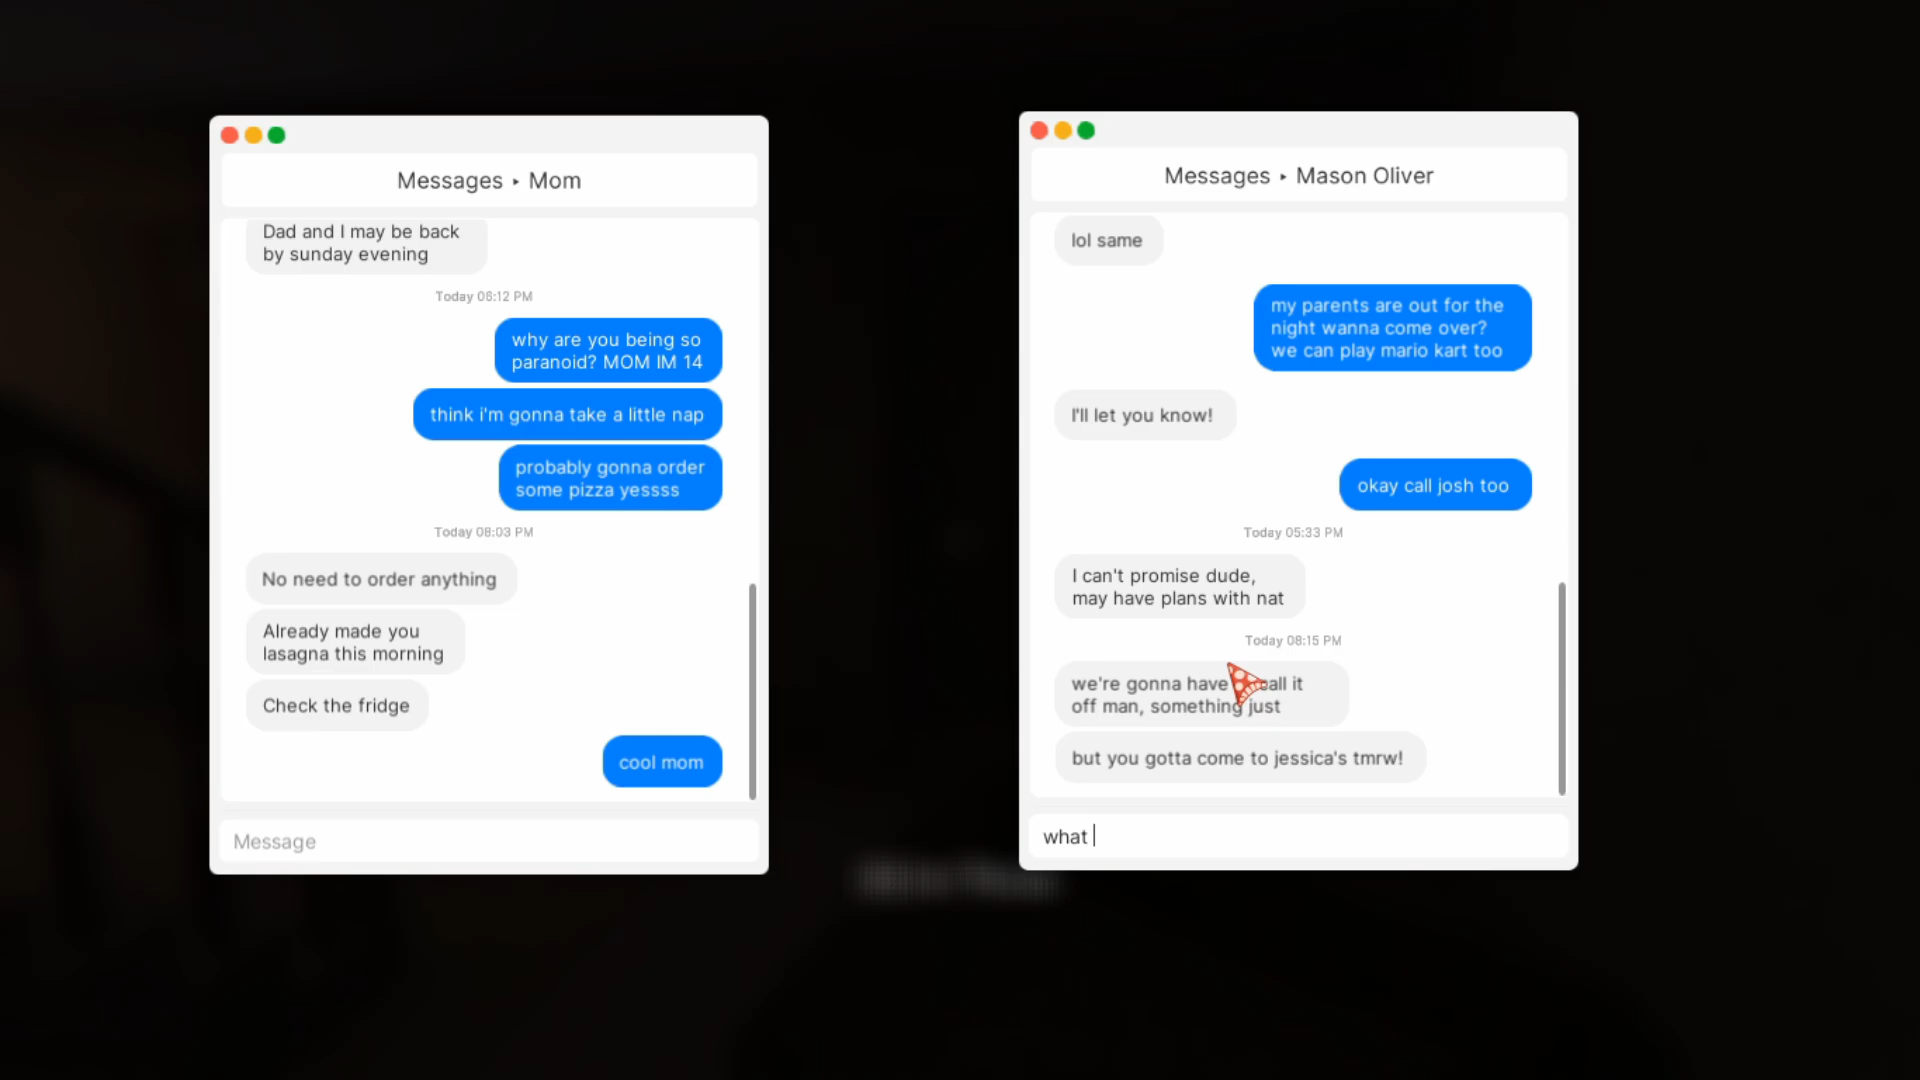 Messages ‣ Mom
Dad and I may be back
by sunday evening
Today 08:12 PM
why are you being so
paranoid? MOM IM 14
think i'm gonna take a little nap
probably gonna order
some pizza yessss
Today 08:03 PM
No need to order anything
Already made you
lasagna this morning
Check the fridge
cool mom
Message
Messages ‣ Mason Oliver
lol same
my parents are out for the
night wanna come over?
we can play mario kart too
I'll let you know!
okay call josh too
Today 05:33 PM
I can't promise dude,
may have plans with nat
Today 08:15 PM
we're gonna have call it
off man, something just
but you gotta come to jessica's tmrw!
what